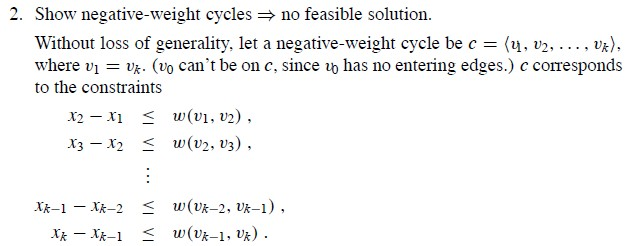 2. Show negative-weight cycles ⇒ no feasible solution.
Without loss of generality, let a negative-weight cycle be c = ⟨v₁, v₂, . . . , vₖ⟩,
where v₁ = vₖ. (v₀ can’t be on c, since v₀ has no entering edges.) c corresponds
to the constraints
x₂ − x₁ ≤ w(v₁, v₂) ,
x₃ − x₂ ≤ w(v₂, v₃) ,
⋮
xₖ₋₁ − xₖ₋₂ ≤ w(vₖ₋₂, vₖ₋₁) ,
xₖ − xₖ₋₁ ≤ w(vₖ₋₁, vₖ) .